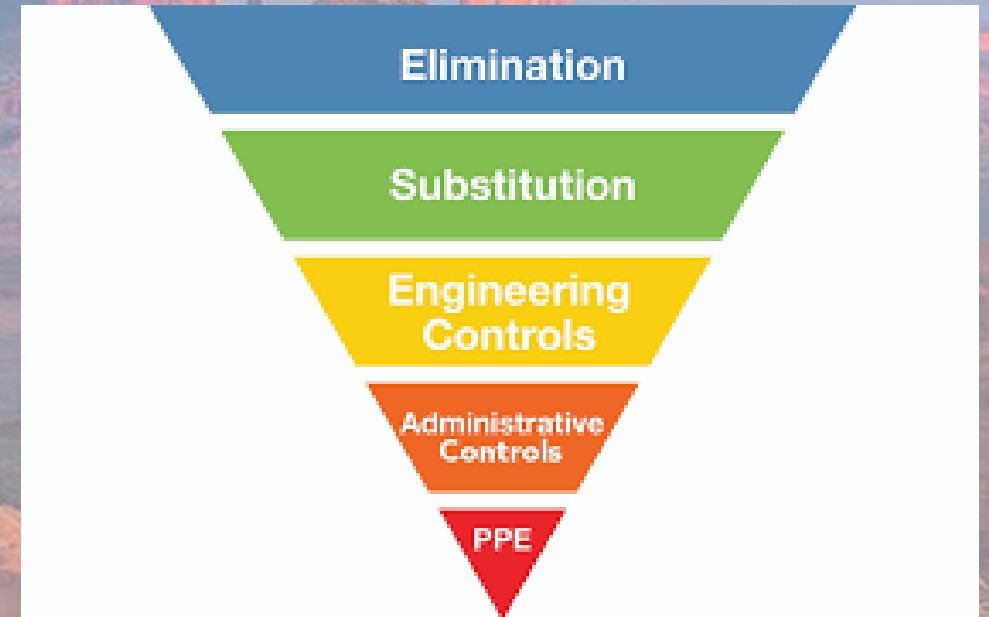 Elimination
Substitution
Engineering
Controls
Administrative
Controls
PPE